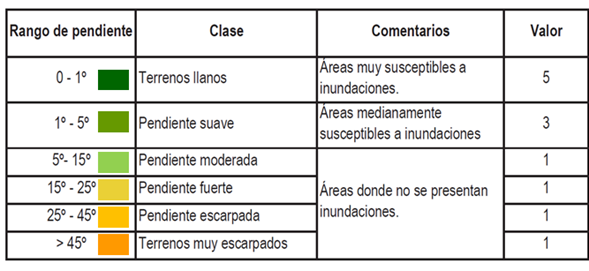 Rango de pendiente Clase Comentarios Valor
0 - 1º Terrenos llanos Áreas muy susceptibles a inundaciones. 5
1º - 5º Pendiente suave Áreas medianamente susceptibles a inundaciones 3
5º- 15º Pendiente moderada Áreas donde no se presentan inundaciones. 1
15º - 25º Pendiente fuerte 1
25º - 45º Pendiente escarpada 1
> 45º Terrenos muy escarpados 1